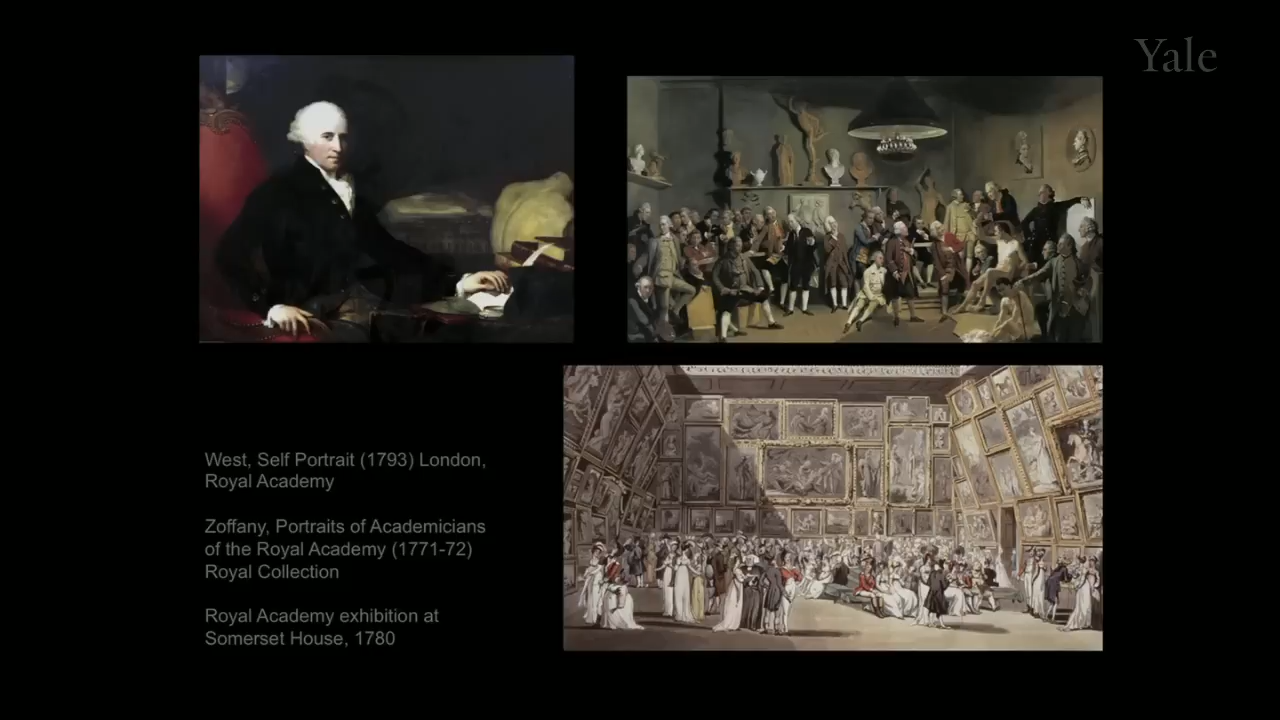 Yale
West, Self Portrait (1793) London,
Royal Academy
Zoffany, Portraits of Academicians
of the Royal Academy (1771-72)
Royal Collection
Royal Academy exhibition at
Somerset House, 1780